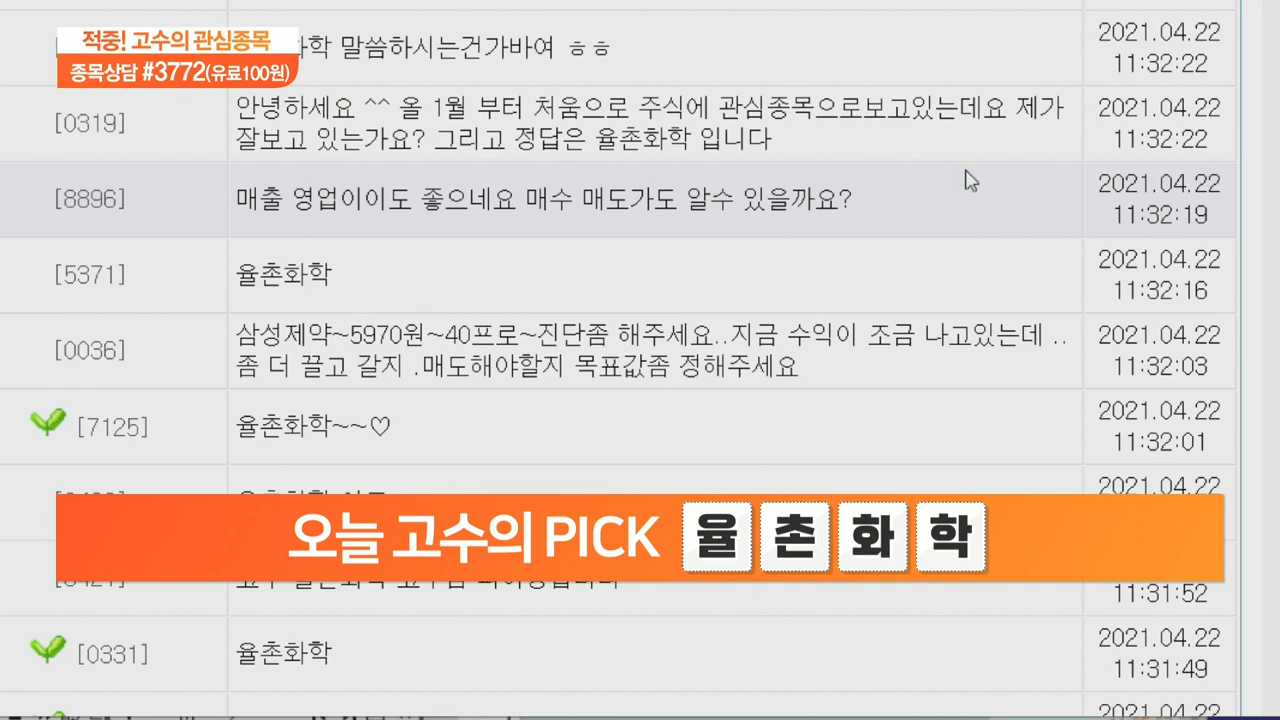 적중! 고수의 관심종목
종목상담 #3772(유료100원)
화학 말씀하시는건가바여 ㅎㅎ
2021.04.22
11:32:22
[0319]
안녕하세요 ^^ 올 1월 부터 처움으로 주식에 관심종목으로보고있는데요 제가
잘보고 있는가요? 그리고 정답은 율촌화학 입니다
2021.04.22
11:32:22
[8896]
매출 영업이이도 좋으네요 매수 매도가도 알수 있을까요?
2021.04.22
11:32:19
[5371]
율촌화학
2021.04.22
11:32:16
[0036]
삼성제약~5970원~40프로~진단좀 해주세요..지금 수익이 조금 나고있는데 ..
좀 더 끌고 갈지 .매도해야할지 목표값좀 정해주세요
2021.04.22
11:32:03
[7125]
율촌화학~~♡
2021.04.22
11:32:01
2021.04.22
오늘 고수의 PICK 율촌화학
11:31:52
[0331]
율촌화학
2021.04.22
11:31:49
2021.04.22